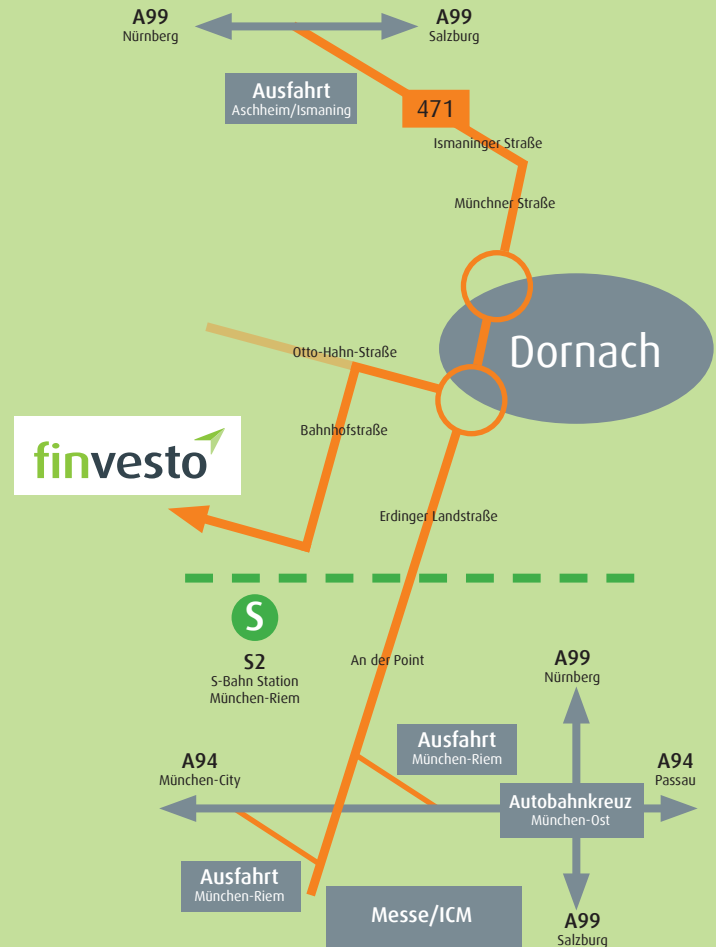 A99
Nürnberg
A99
Salzburg
Ausfahrt
Aschheim/Ismaning
471
Ismaninger Straße
Münchner Straße
Dornach
Otto-Hahn-Straße
Bahnhofstraße
finvesto
Erdinger Landstraße
S
S2
S-Bahn Station
München-Riem
An der Point
A99
Nürnberg
Ausfahrt
München-Riem
A94
München-City
A94
Passau
Autobahnkreuz
München-Ost
Ausfahrt
München-Riem
Messe/ICM
A99
Salzburg